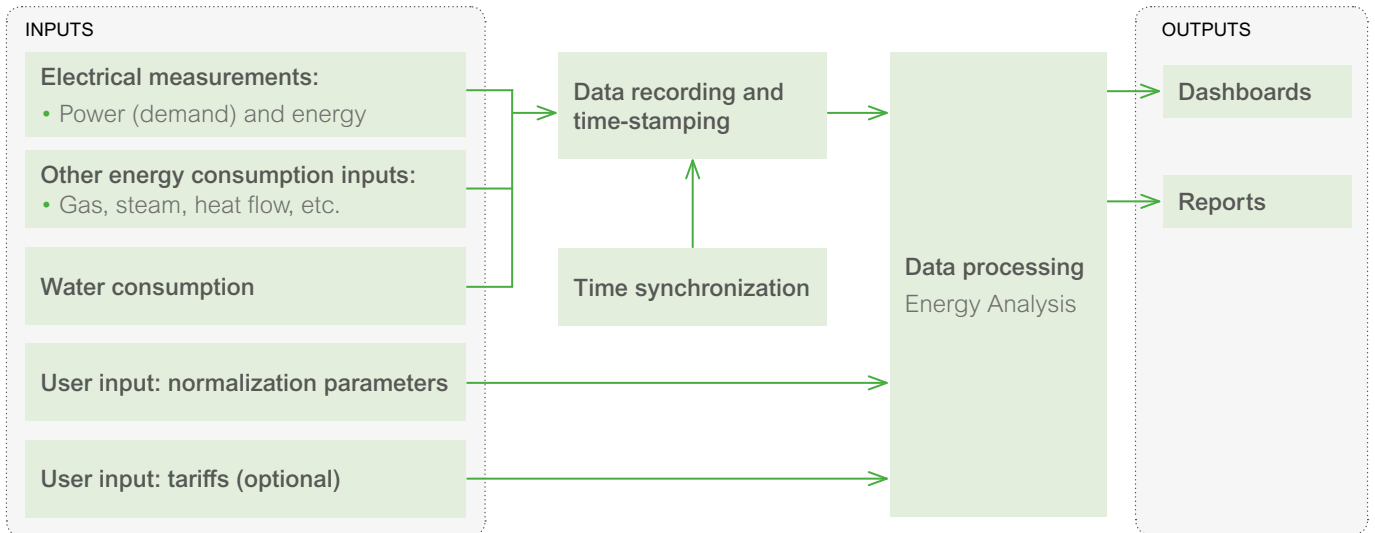 INPUTS
Electrical measurements:
• Power (demand) and energy
Other energy consumption inputs:
• Gas, steam, heat flow, etc.
Water consumption
User input: normalization parameters
User input: tariffs (optional)
Data recording and
time-stamping
Time synchronization
Data processing
Energy Analysis
OUTPUTS
Dashboards
Reports